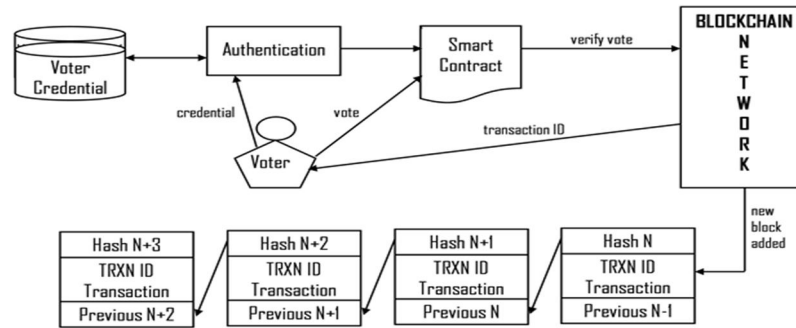 Voter
Credential
Authentication
Smart
Contract
verify vote
BLOCKCHAIN
N
E
T
W
O
R
K
credential
vote
Voter
transaction ID
new
block
added
Hash N+3
TRXN ID
Transaction
Previous N+2
Hash N+2
TRXN ID
Transaction
Previous N+1
Hash N+1
TRXN ID
Transaction
Previous N
Hash N
TRXN ID
Transaction
Previous N-1